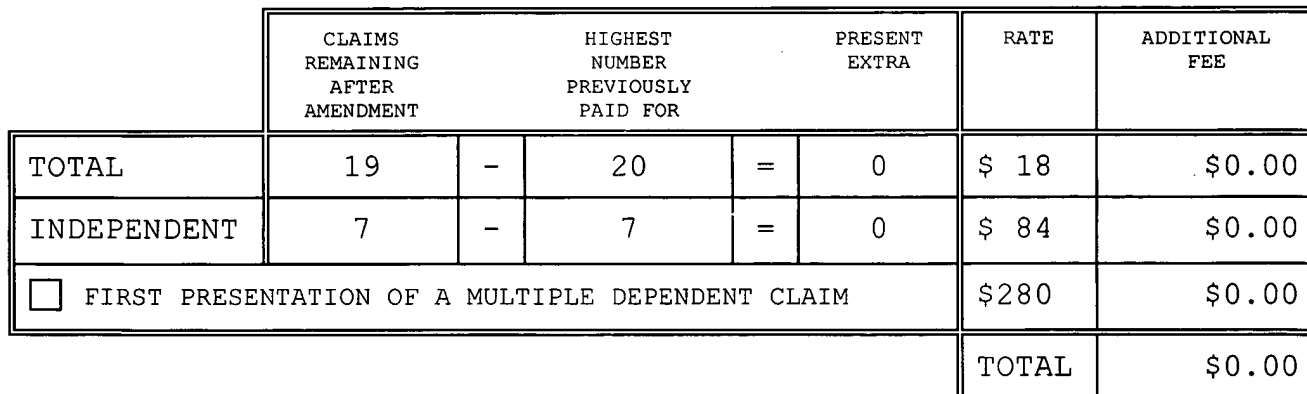 CLAIMS REMAINING AFTER AMENDMENT HIGHEST NUMBER PREVIOUSLY PAID FOR PRESENT EXTRA RATE ADDITIONAL FEE
TOTAL 19 - 20 = 0 $ 18 $0.00
INDEPENDENT 7 - 7 = 0 $ 84 $0.00
FIRST PRESENTATION OF A MULTIPLE DEPENDENT CLAIM $280 $0.00
TOTAL $0.00